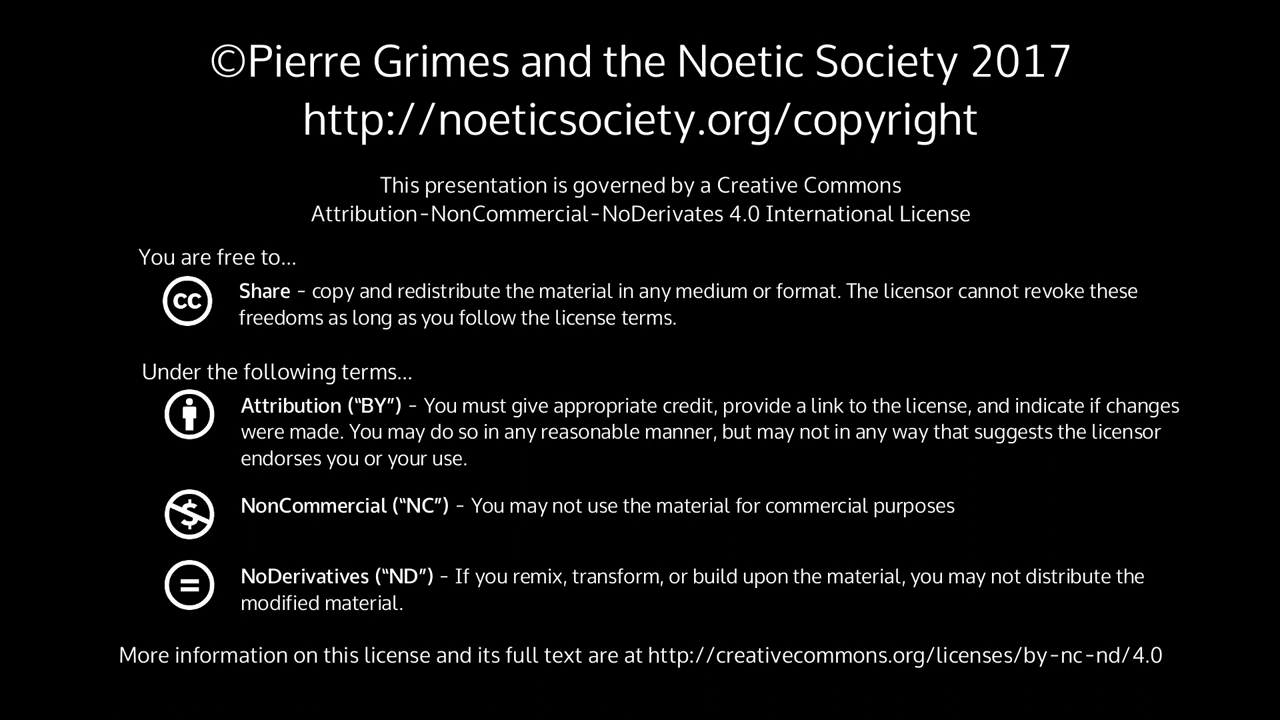 ©Pierre Grimes and the Noetic Society 2017
http://noeticsociety.org/copyright
This presentation is governed by a Creative Commons
Attribution-NonCommercial-NoDerivates 4.0 International License
You are free to...
cc
Share - copy and redistribute the material in any medium or format. The licensor cannot revoke these
freedoms as long as you follow the license terms.
Under the following terms...
Attribution (“BY”) - You must give appropriate credit, provide a link to the license, and indicate if changes
were made. You may do so in any reasonable manner, but may not in any way that suggests the licensor
endorses you or your use.
$
NonCommercial (“NC”) - You may not use the material for commercial purposes
=
NoDerivatives (“ND”) - If you remix, transform, or build upon the material, you may not distribute the
modified material.
More information on this license and its full text are at http://creativecommons.org/licenses/by-nc-nd/4.0